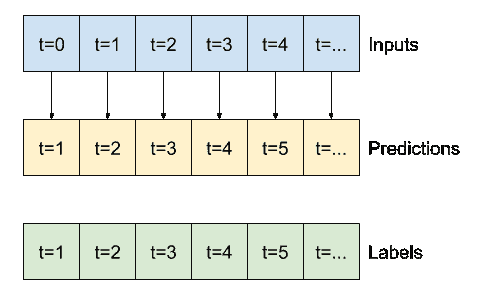 t=0 t=1 t=2 t=3 t=4 t=... Inputs
t=1 t=2 t=3 t=4 t=5 t=... Predictions
t=1 t=2 t=3 t=4 t=5 t=... Labels